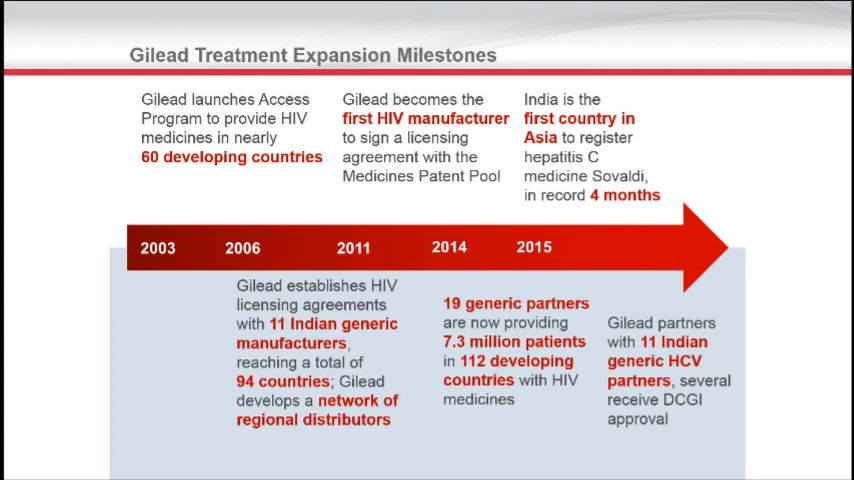 Gilead Treatment Expansion Milestones
Gilead launches Access
Program to provide HIV
medicines in nearly
60 developing countries
Gilead becomes the
first HIV manufacturer
to sign a licensing
agreement with the
Medicines Patent Pool
India is the
first country in
Asia to register
hepatitis C
medicine Sovaldi,
in record 4 months
2003 2006 2011 2014 2015
Gilead establishes HIV
licensing agreements
with 11 Indian generic
manufacturers,
reaching a total of
94 countries; Gilead
develops a network of
regional distributors
19 generic partners
are now providing
7.3 million patients
in 112 developing
countries with HIV
medicines
Gilead partners
with 11 Indian
generic HCV
partners, several
receive DCGI
approval